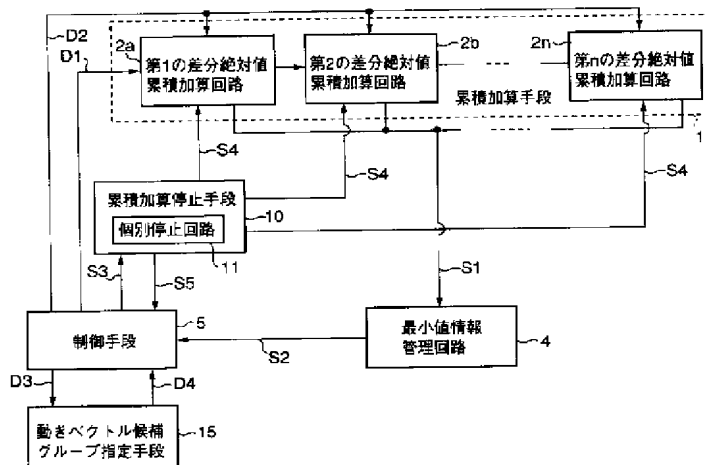 D2
D1
2a
第1の差分絶対値
累積加算回路
2b
第2の差分絶対値
累積加算回路
2n
第nの差分絶対値
累積加算回路
累積加算手段
1
S4
S4
S4
累積加算停止手段
10
個別停止回路
11
S3
S5
S1
5
制御手段
S2
最小値情報
管理回路
4
D3
D4
動きベクトル候補
グループ指定手段
15